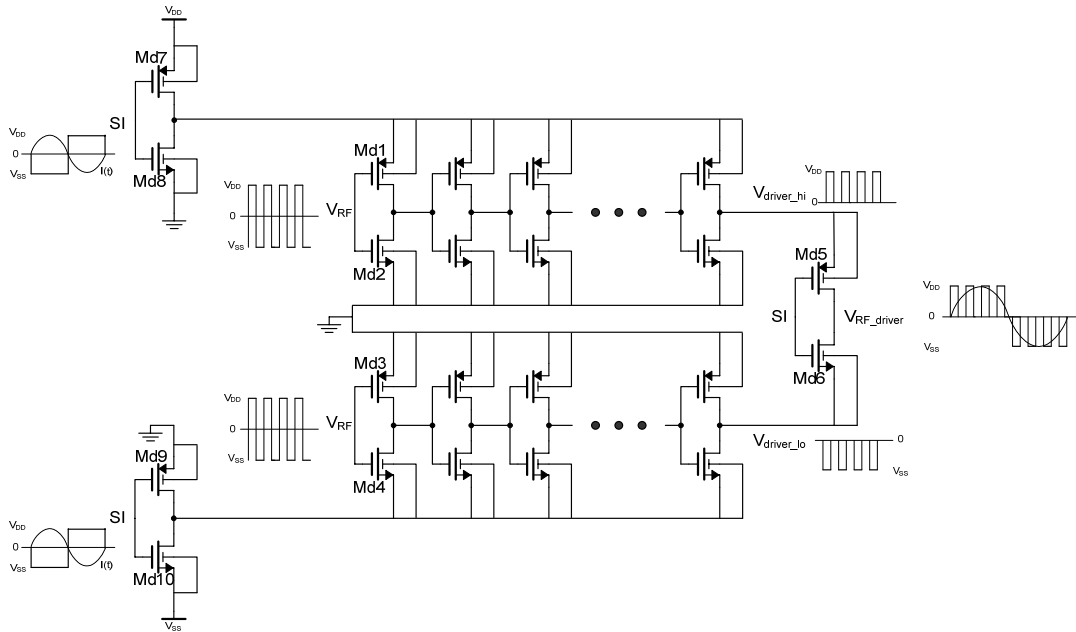 VDD
Md7
SI
VDD
0
VSS
I(t)
Md8
Md1
VDD
0
VSS
VRF
Md2
Vdriver_hi
VDD
0
Md5
SI
VRF_driver
VDD
0
VSS
Md6
Md3
VDD
0
VSS
VRF
Md4
Vdriver_lo
0
VSS
Md9
SI
VDD
0
VSS
I(t)
Md10
VSS